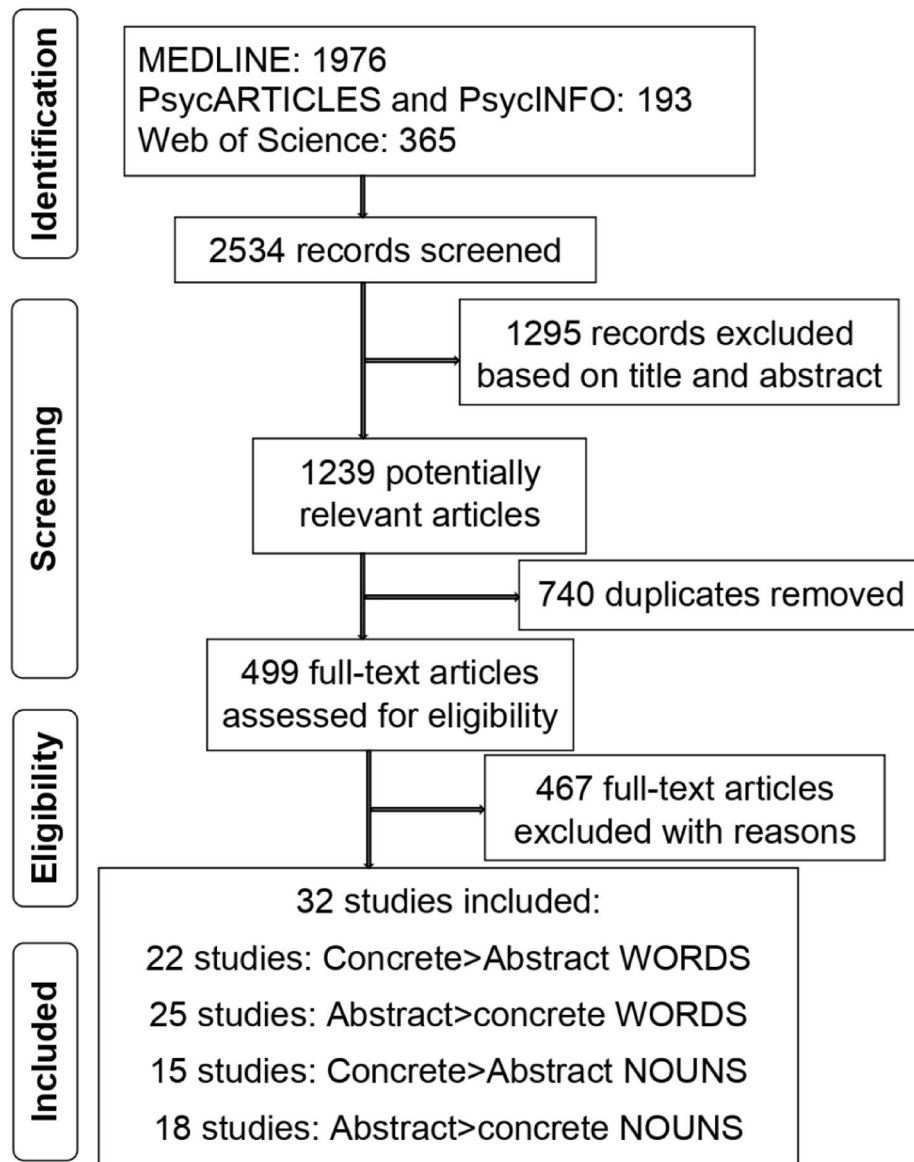 Identification
MEDLINE: 1976
PsycARTICLES and PsycINFO: 193
Web of Science: 365
2534 records screened
Screening
1295 records excluded
based on title and abstract
1239 potentially
relevant articles
740 duplicates removed
499 full-text articles
assessed for eligibility
Eligibility
467 full-text articles
excluded with reasons
Included
32 studies included:
22 studies: Concrete>Abstract WORDS
25 studies: Abstract>concrete WORDS
15 studies: Concrete>Abstract NOUNS
18 studies: Abstract>concrete NOUNS